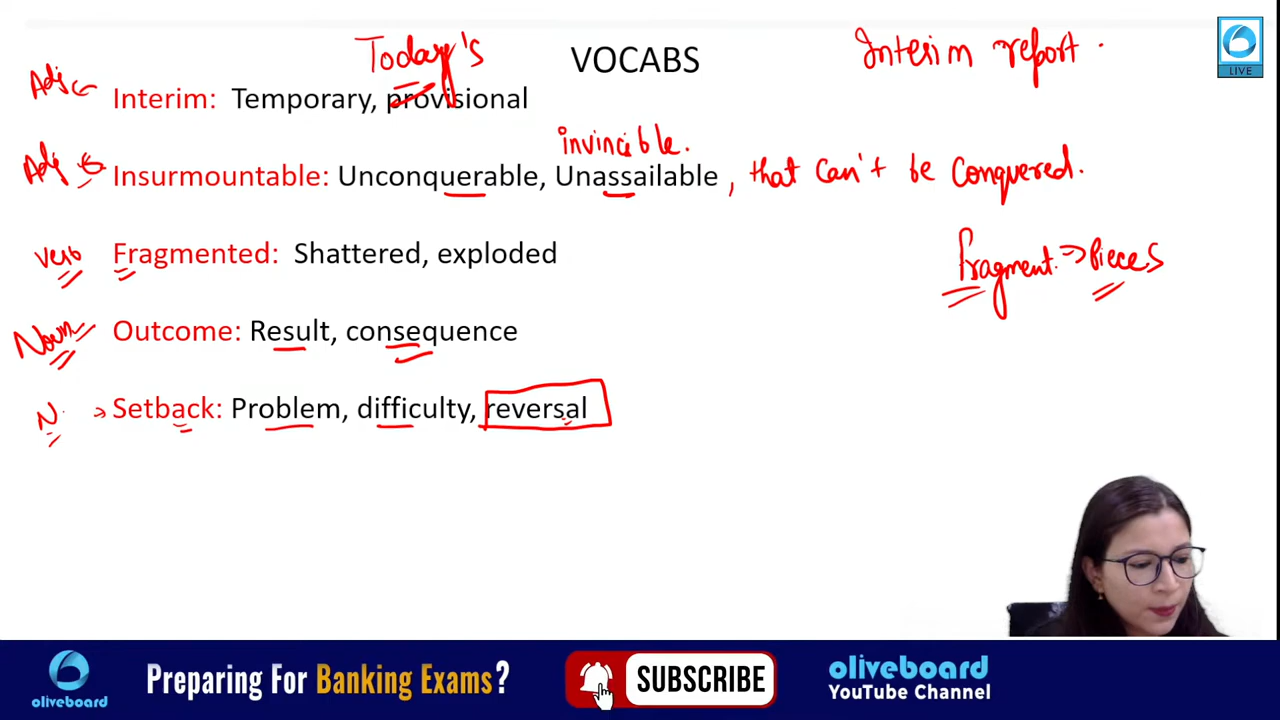 Today's
VOCABS
Interim report.
LIVE
Adj
Interim: Temporary, provisional
invincible.
Adj
Insurmountable: Unconquerable, Unassailable, that can't be conquered.
Verb
Fragmented: Shattered, exploded
Fragment. => Pieces
Noun
Outcome: Result, consequence
N.
Setback: Problem, difficulty, reversal
oliveboard
Preparing For Banking Exams?
SUBSCRIBE
oliveboard
YouTube Channel